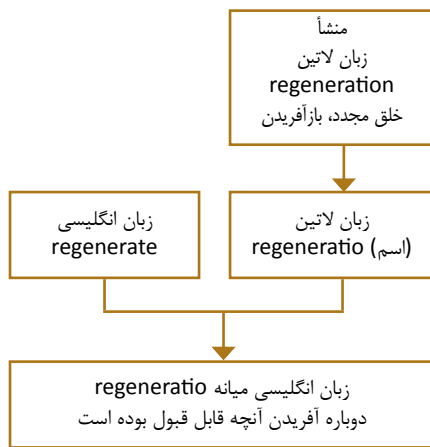 منشأ
زبان لاتین
regeneration
خلق مجدد، بازآفریدن
زبان لاتین
regeneratio (اسم)
زبان انگلیسی
regenerate
زبان انگلیسی میانه regeneratio
دوباره آفریدن آنچه قابل قبول بوده است